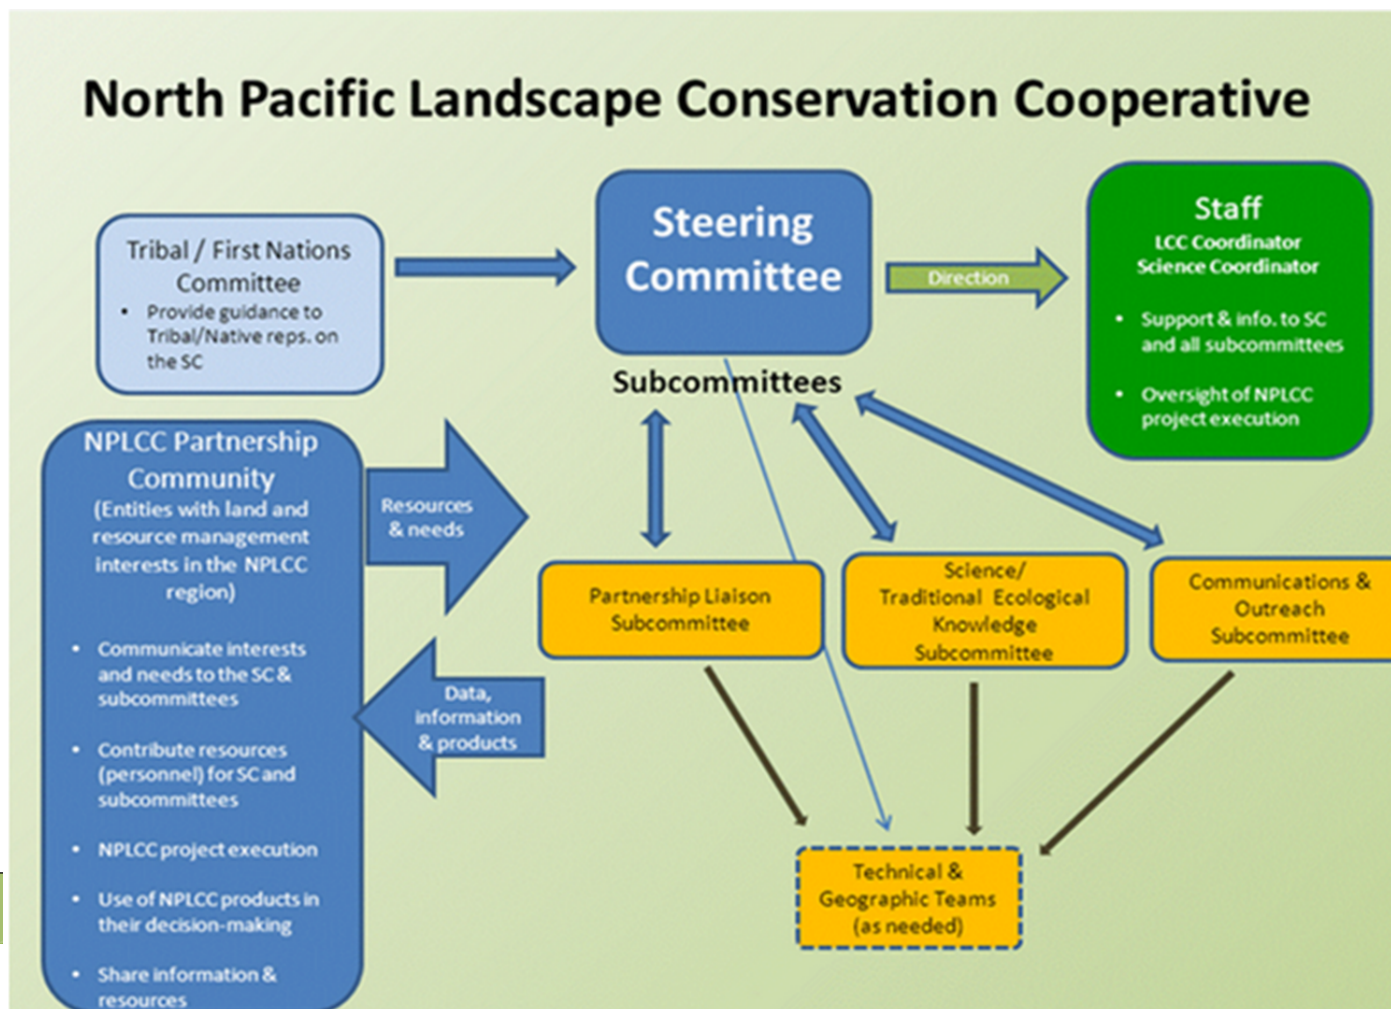 North Pacific Landscape Conservation Cooperative
Tribal / First Nations
Committee
• Provide guidance to
Tribal/Native reps. on
the SC
Steering
Committee
Direction
Staff
LCC Coordinator
Science Coordinator
• Support & info. to SC
and all subcommittees
• Oversight of NPLCC
project execution
Subcommittees
NPLCC Partnership
Community
(Entities with land and
resource management
interests in the NPLCC
region)
• Communicate interests
and needs to the SC &
subcommittees
• Contribute resources
(personnel) for SC and
subcommittees
• NPLCC project execution
• Use of NPLCC products in
their decision-making
• Share information &
resources
Resources
& needs
Data,
information
& products
Partnership Liaison
Subcommittee
Science/
Traditional Ecological
Knowledge
Subcommittee
Communications &
Outreach
Subcommittee
Technical &
Geographic Teams
(as needed)